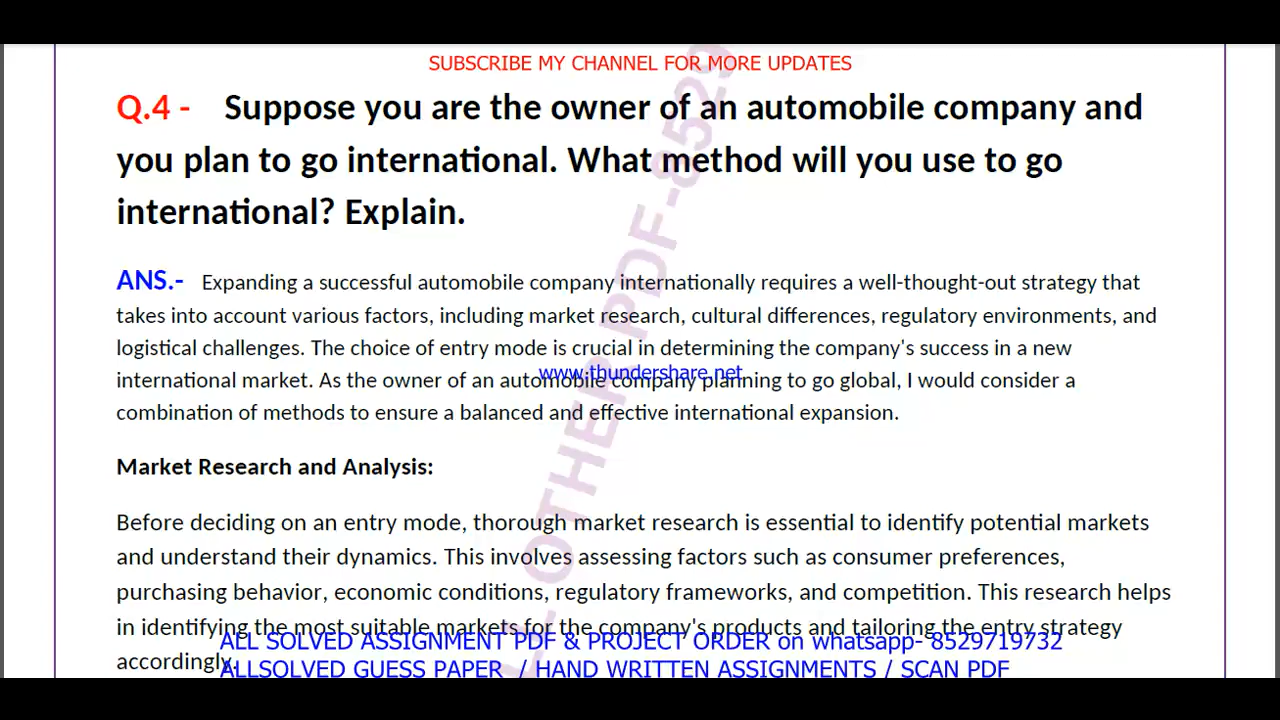 SUBSCRIBE MY CHANNEL FOR MORE UPDATES
Q.4 - Suppose you are the owner of an automobile company and
you plan to go international. What method will you use to go
international? Explain.
ANS.- Expanding a successful automobile company internationally requires a well-thought-out strategy that
takes into account various factors, including market research, cultural differences, regulatory environments, and
logistical challenges. The choice of entry mode is crucial in determining the company's success in a new
www.thundershare.net
international market. As the owner of an automobile company planning to go global, I would consider a
combination of methods to ensure a balanced and effective international expansion.
Market Research and Analysis:
Before deciding on an entry mode, thorough market research is essential to identify potential markets
and understand their dynamics. This involves assessing factors such as consumer preferences,
purchasing behavior, economic conditions, regulatory frameworks, and competition. This research helps
in identifying the most suitable markets for the company's products and tailoring the entry strategy
ALL SOLVED ASSIGNMENT PDF & PROJECT ORDER on whatsapp- 8529719732
accordingly.
ALLSOLVED GUESS PAPER / HAND WRITTEN ASSIGNMENTS / SCAN PDF
LL OTHER PDF-8529